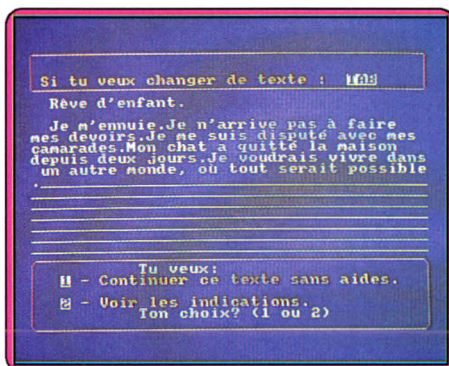 Si tu veux changer de texte : TAB
Rêve d'enfant.
Je m'ennuie.Je n'arrive pas à faire
mes devoirs.Je me suis disputé avec mes
camarades.Mon chat a quitté la maison
depuis deux jours.Je voudrais vivre dans
un autre monde, où tout serait possible
.
Tu veux:
1 - Continuer ce texte sans aides.
2 - Voir les indications.
Ton choix? (1 ou 2)